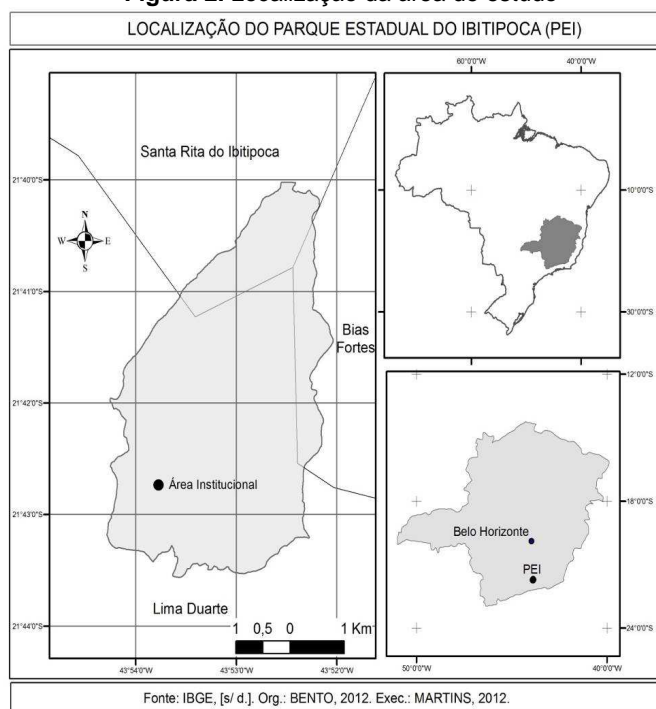 Figura 2. Localização da área de estudo
LOCALIZAÇÃO DO PARQUE ESTADUAL DO IBITIPOCA (PEI)
Santa Rita do Ibitipoca
21°40'0"S
N
W
E
S
21°41'0"S
Bias
Fortes
21°42'0"S
Área Institucional
21°43'0"S
Lima Duarte
21°44'0"S
1 0,5 0 1 Km
43°54'0"W 43°53'0"W 43°52'0"W
60°0'0"W 40°0'0"W
10°0'0"S
30°0'0"S
12°0'0"S
18°0'0"S
Belo Horizonte
PEI
24°0'0"S
50°0'0"W 40°0'0"W
Fonte: IBGE, [s/ d.]. Org.: BENTO, 2012. Exec.: MARTINS, 2012.